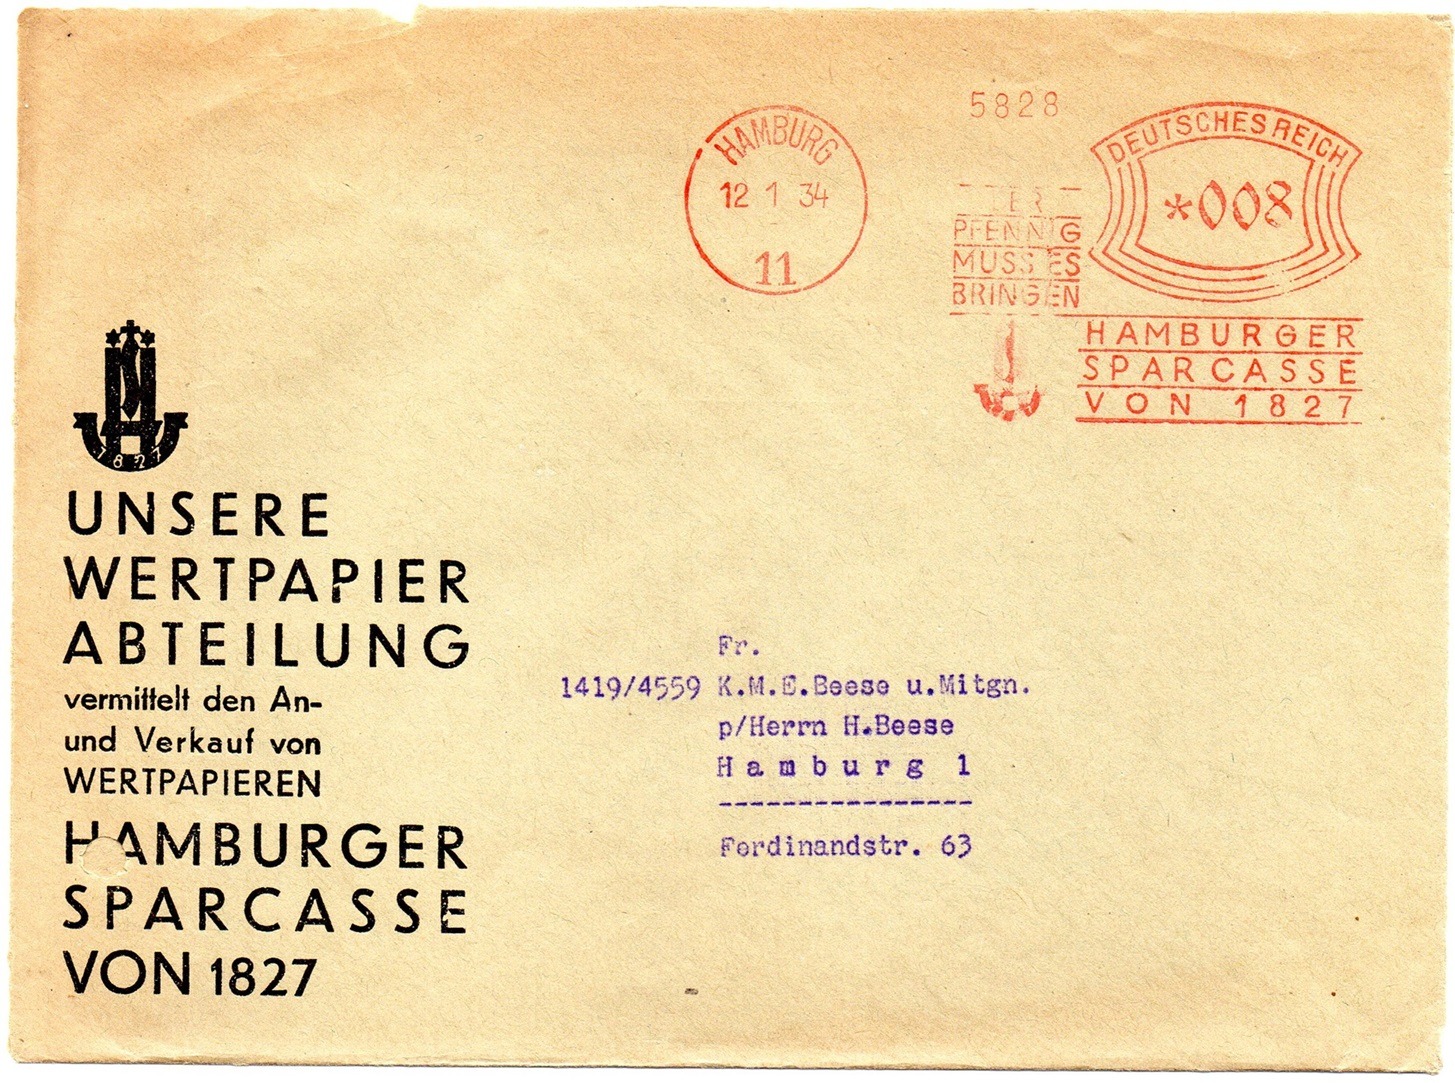 5828
HAMBURG
12 1 34
11
DEUTSCHES REICH
*008
PFENNIG
MUSS ES
BRINGEN
HAMBURGER
SPARCASSE
VON 1827
1827
UNSERE
WERTPAPIER
ABTEILUNG
vermittelt den An-
und Verkauf von
WERTPAPIEREN
HAMBURGER
SPARCASSE
VON 1827
Fr.
1419/4559 K.M.E.Beese u.Mitgn.
p/Herrn H.Beese
Hamburg 1
----------------
Ferdinandstr. 63